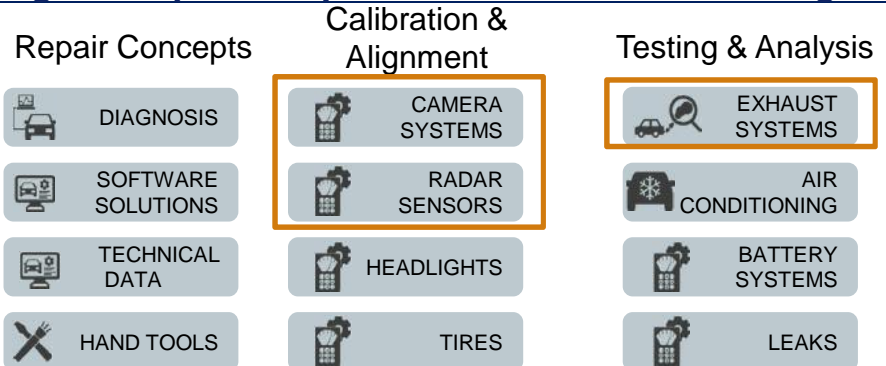 Repair Concepts
DIAGNOSIS
SOFTWARE
SOLUTIONS
TECHNICAL
DATA
HAND TOOLS
Calibration &
Alignment
CAMERA
SYSTEMS
RADAR
SENSORS
HEADLIGHTS
TIRES
Testing & Analysis
EXHAUST
SYSTEMS
AIR
CONDITIONING
BATTERY
SYSTEMS
LEAKS